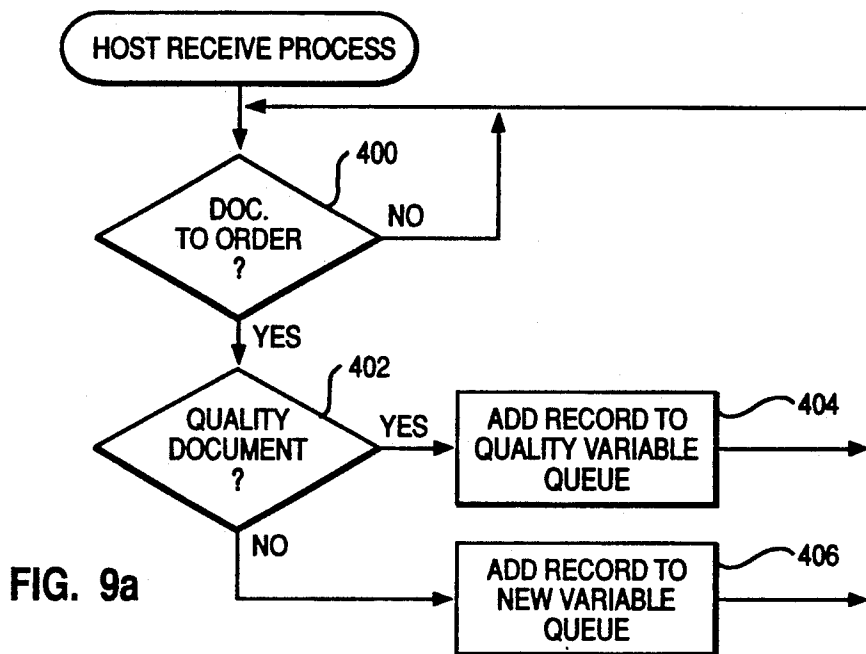 HOST RECEIVE PROCESS
400
DOC.
TO ORDER
?
NO
YES
402
QUALITY
DOCUMENT
?
YES
ADD RECORD TO
QUALITY VARIABLE
QUEUE
404
NO
ADD RECORD TO
NEW VARIABLE
QUEUE
406
FIG. 9a